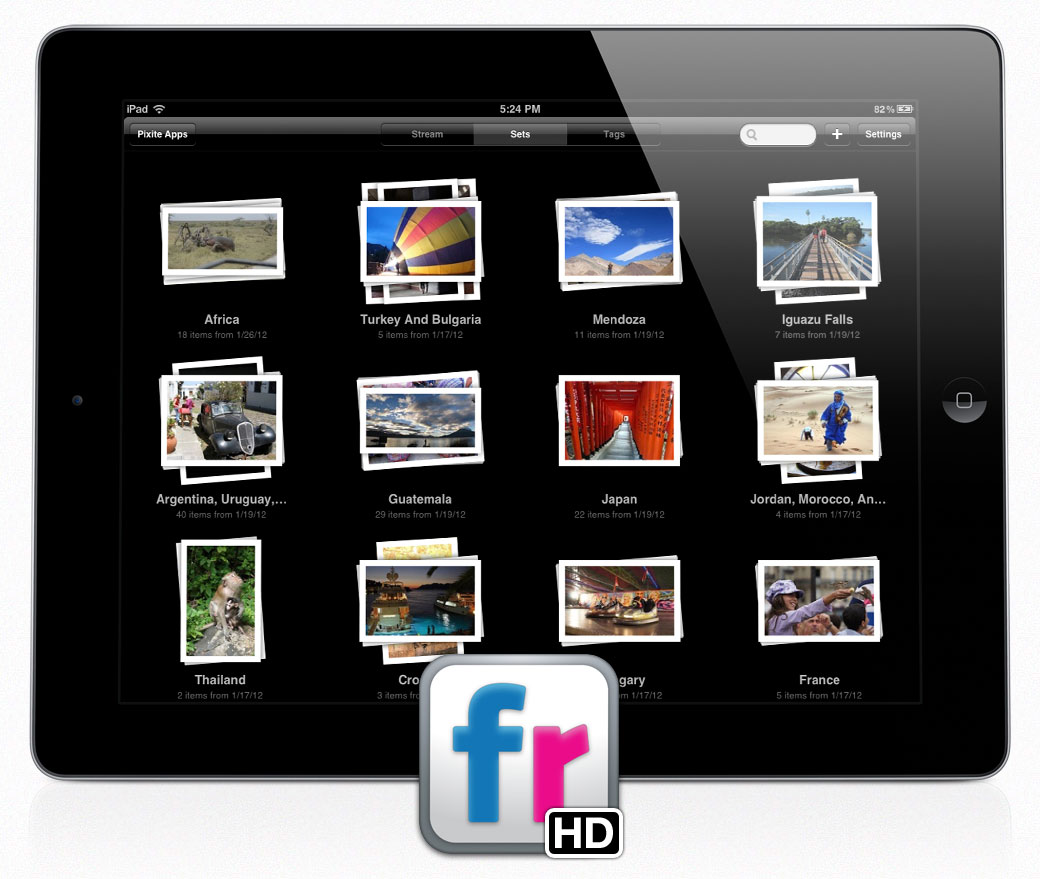 iPad
5:24 PM
82%
Pixite Apps
Stream
Sets
Tags
+
Settings
Africa
18 items from 1/26/12
Turkey And Bulgaria
5 items from 1/17/12
Mendoza
11 items from 1/19/12
Iguazu Falls
7 items from 1/19/12
Argentina, Uruguay,...
40 items from 1/19/12
Guatemala
29 items from 1/19/12
Japan
22 items from 1/19/12
Jordan, Morocco, An...
4 items from 1/17/12
Thailand
2 items from 1/17/12
Cro
3 items fro
gary
1/17/12
France
5 items from 1/17/12
fr
HD